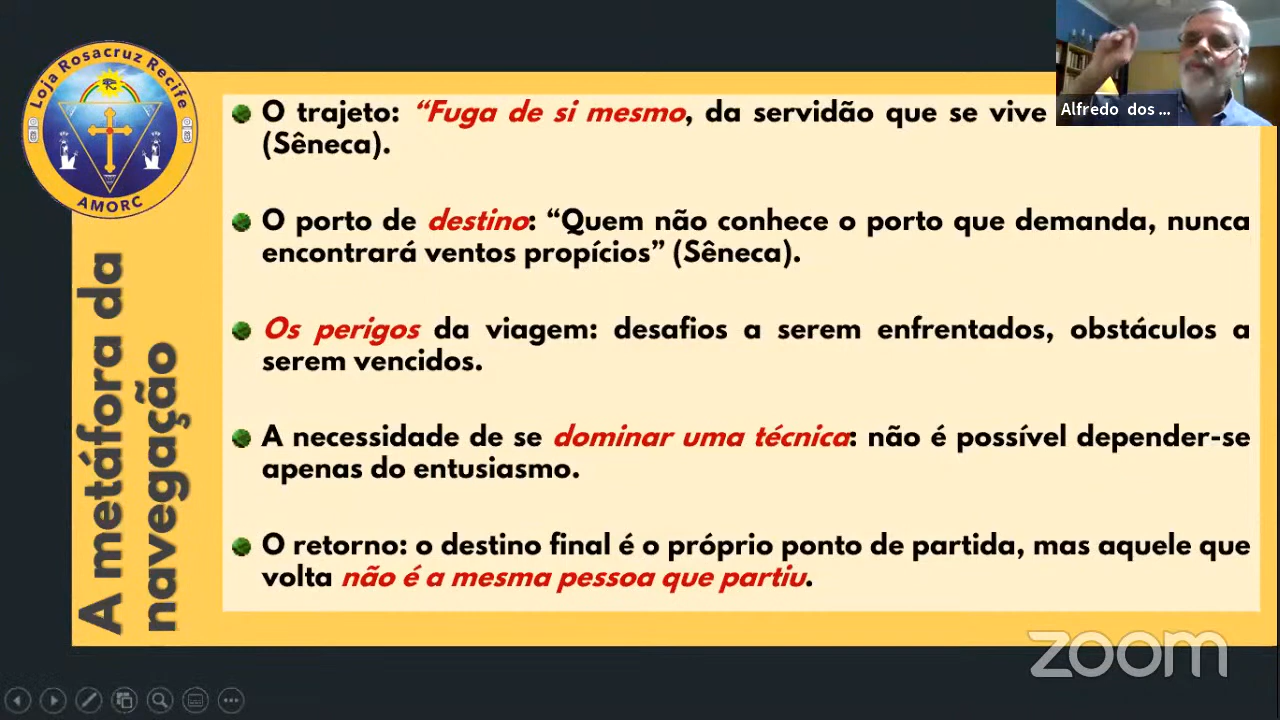 Loja Rosacruz Recife
AMORC
A metáfora da
navegação
O trajeto: “Fuga de si mesmo, da servidão que se vive
(Sêneca).
O porto de destino: “Quem não conhece o porto que demanda, nunca
encontrará ventos propícios” (Sêneca).
Os perigos da viagem: desafios a serem enfrentados, obstáculos a
serem vencidos.
A necessidade de se dominar uma técnica: não é possível depender-se
apenas do entusiasmo.
O retorno: o destino final é o próprio ponto de partida, mas aquele que
volta não é a mesma pessoa que partiu.
Alfredo dos ...
zoom